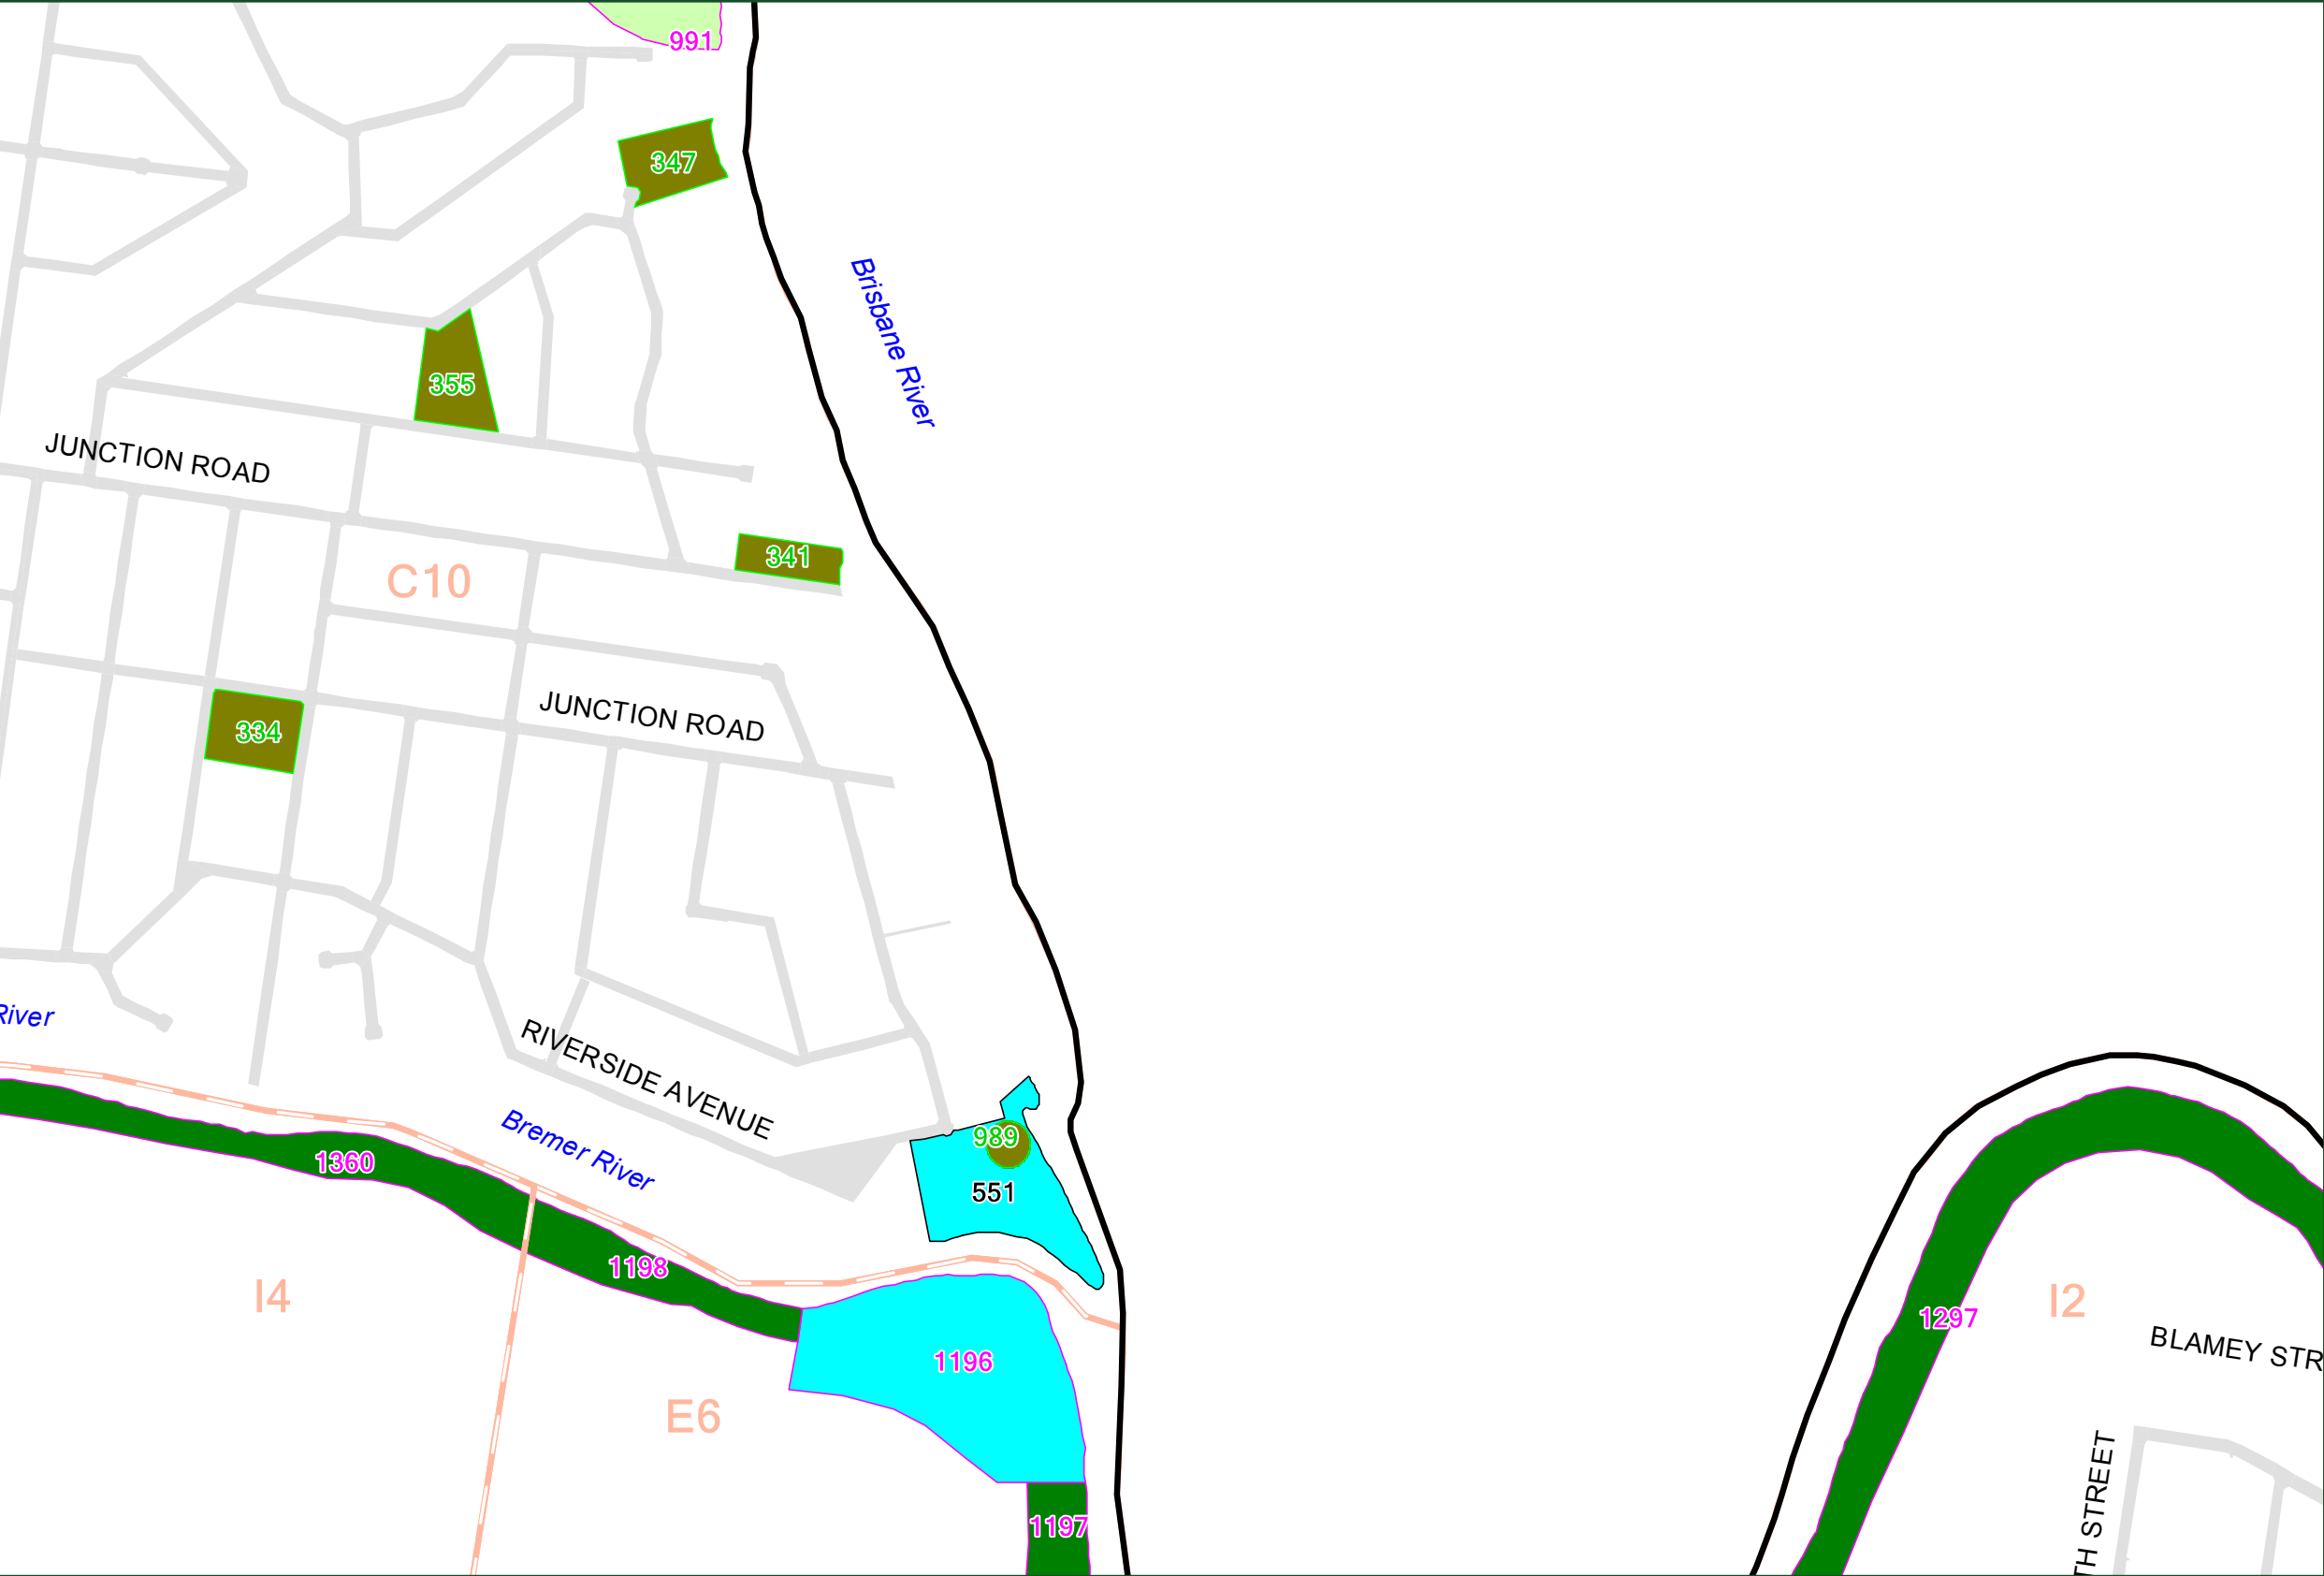 991
347
Brisbane River
355
JUNCTION ROAD
341
C10
JUNCTION ROAD
334
River
RIVERSIDE AVENUE
Bremer River
989
1360
551
1198
I4
I2
1297
BLAMEY STR
1196
E6
TH STREET
1197